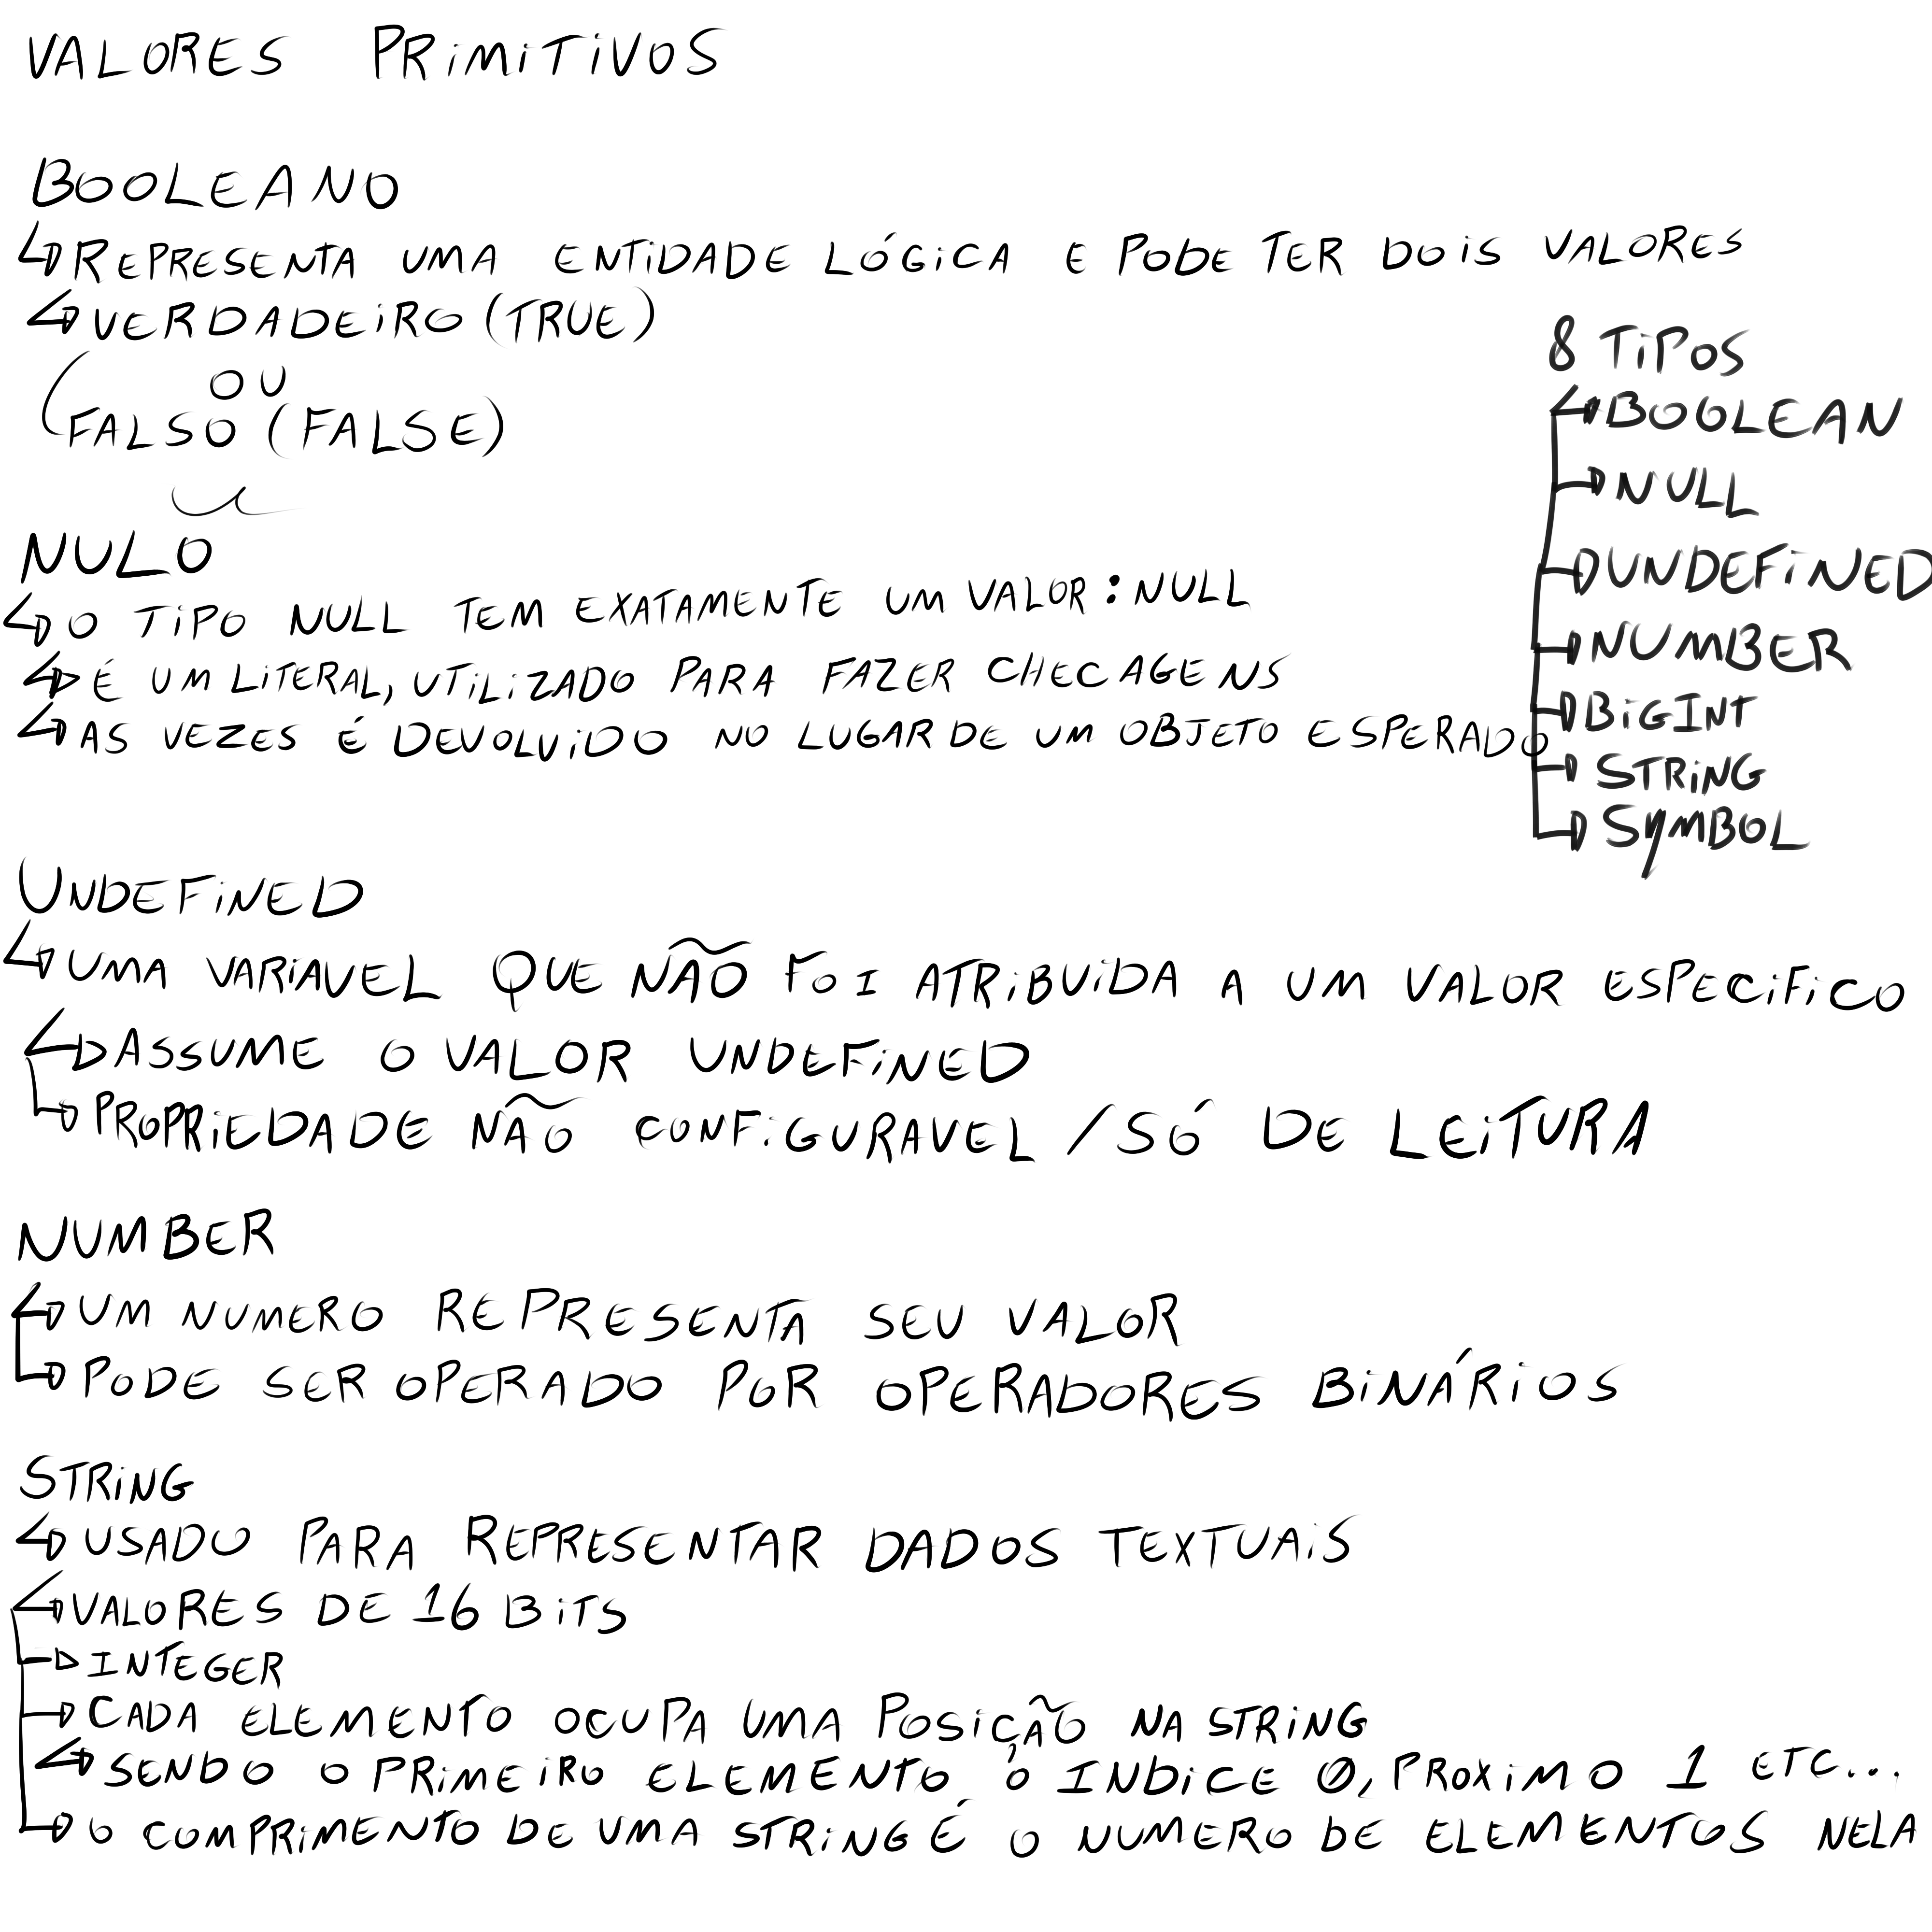 VALORES PRIMITIVOS
BOOLEANO
REPRESENTA UMA ENTIDADE LÓGICA E PODE TER DOIS VALORES
VERDADEIRO (TRUE)
OU
FALSO (FALSE)
NULO
O TIPO NULL TEM EXATAMENTE UM VALOR: NULL
É UM LITERAL, UTILIZADO PARA FAZER CHECAGENS
AS VEZES É DEVOLVIDO NO LUGAR DE UM OBJETO ESPERADO
8 TIPOS
BOOLEAN
NULL
UNDEFINED
NUMBER
BIGINT
STRING
SYMBOL
UNDEFINED
UMA VARIAVEL QUE NÃO FOI ATRIBUIDA A UM VALOR ESPECIFICO
ASSUME O VALOR UNDEFINED
PROPRIEDADE NÃO CONFIGURAVEL / SÓ DE LEITURA
NUMBER
UM NUMERO REPRESENTA SEU VALOR
PODE SER OPERADO POR OPERADORES BINÁRIOS
STRING
USADO PARA REPRESENTAR DADOS TEXTUAIS
VALORES DE 16 BITS
INTEGER
CADA ELEMENTO OCUPA UMA POSIÇÃO NA STRING
SENDO O PRIMEIRO ELEMENTO O INDICE 0, PROXIMO 1 ETC...
O COMPRIMENTO DE UMA STRING É O NUMERO DE ELEMENTOS NELA